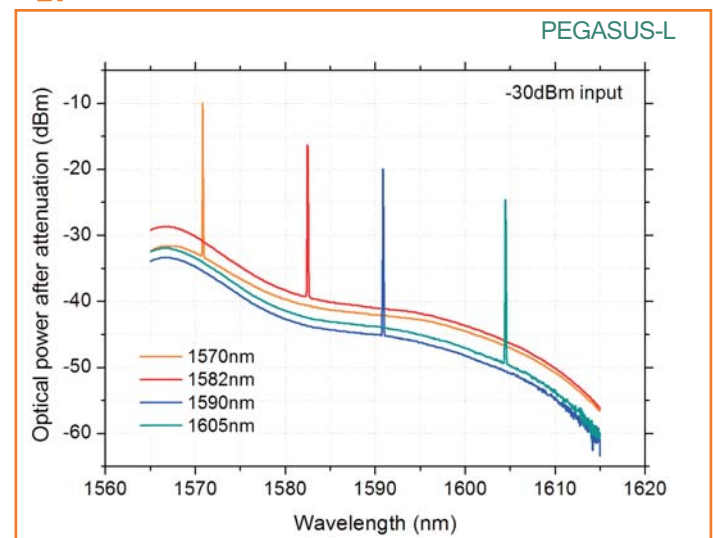 PEGASUS-L
-30dBm input
Optical power after attenuation (dBm)
-10
-20
-30
-40
-50
-60
1570nm
1582nm
1590nm
1605nm
1560 1570 1580 1590 1600 1610 1620
Wavelength (nm)